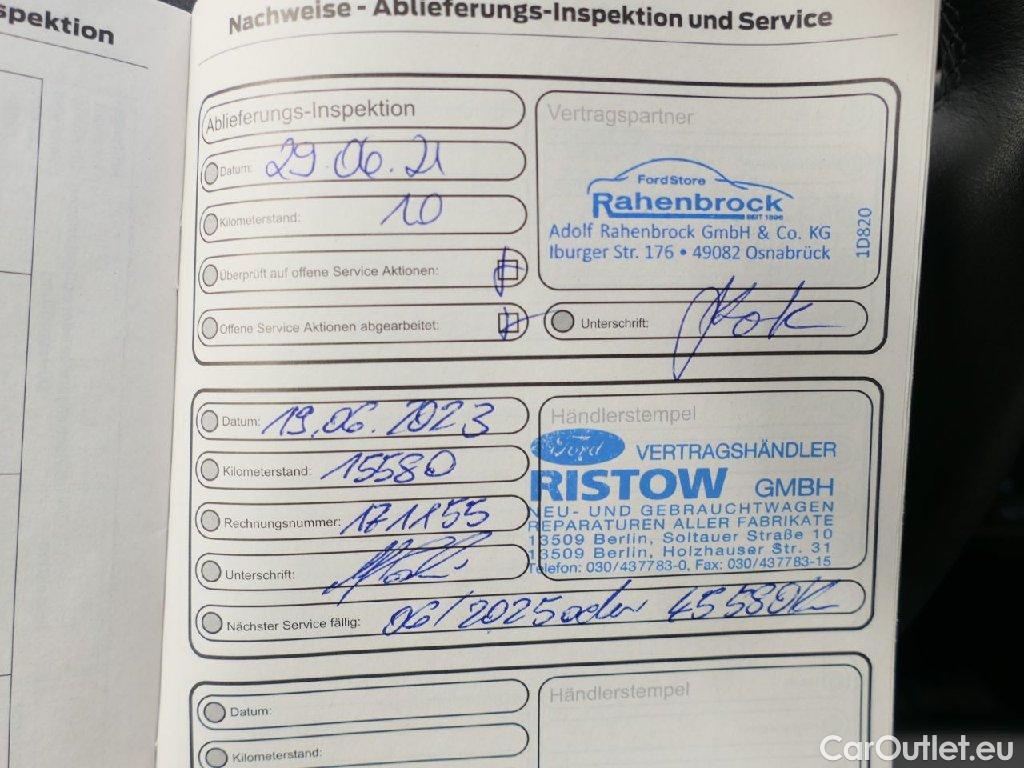 spektion
Nachweise - Ablieferungs-Inspektion und Service
Ablieferungs-Inspektion
Datum: 29.06.21
Kilometerstand: 10
Überprüft auf offene Service Aktionen:
Offene Service Aktionen abgearbeitet:
Vertragspartner
FordStore
Rahenbrock
SEIT 1896
Adolf Rahenbrock GmbH & Co. KG
Iburger Str. 176 • 49082 Osnabrück
1D820
Unterschrift:
Datum: 19.06.2023
Kilometerstand: 15580
Rechnungsnummer: 171155
Unterschrift:
Nächster Service fällig: 06/2025 oder 45580K
Händlerstempel
Ford VERTRAGSHÄNDLER
RISTOW GMBH
NEU- UND GEBRAUCHTWAGEN
REPARATUREN ALLER FABRIKATE
13509 Berlin, Soltauer Straße 10
13509 Berlin, Holzhauser Str. 31
Telefon: 030/437783-0, Fax: 030/437783-15
Datum:
Kilometerstand:
Händlerstempel
CarOutlet.eu